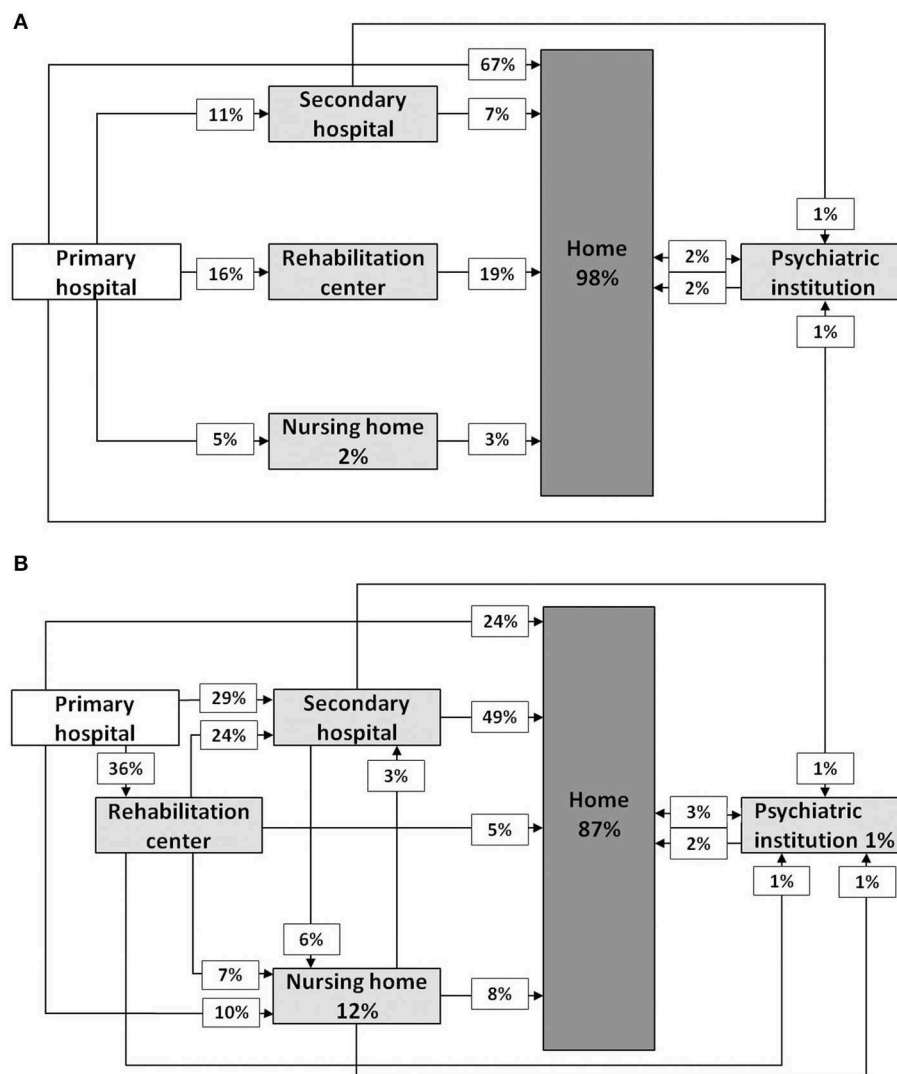 A
67%
11%
Secondary
hospital
7%
1%
Primary
hospital
16%
Rehabilitation
center
19%
Home
98%
2%
2%
Psychiatric
institution
1%
5%
Nursing home
2%
3%
B
24%
Primary
hospital
29%
24%
Secondary
hospital
49%
36%
3%
1%
Rehabilitation
center
5%
Home
87%
3%
2%
Psychiatric
institution 1%
1%
1%
6%
7%
10%
Nursing home
12%
8%